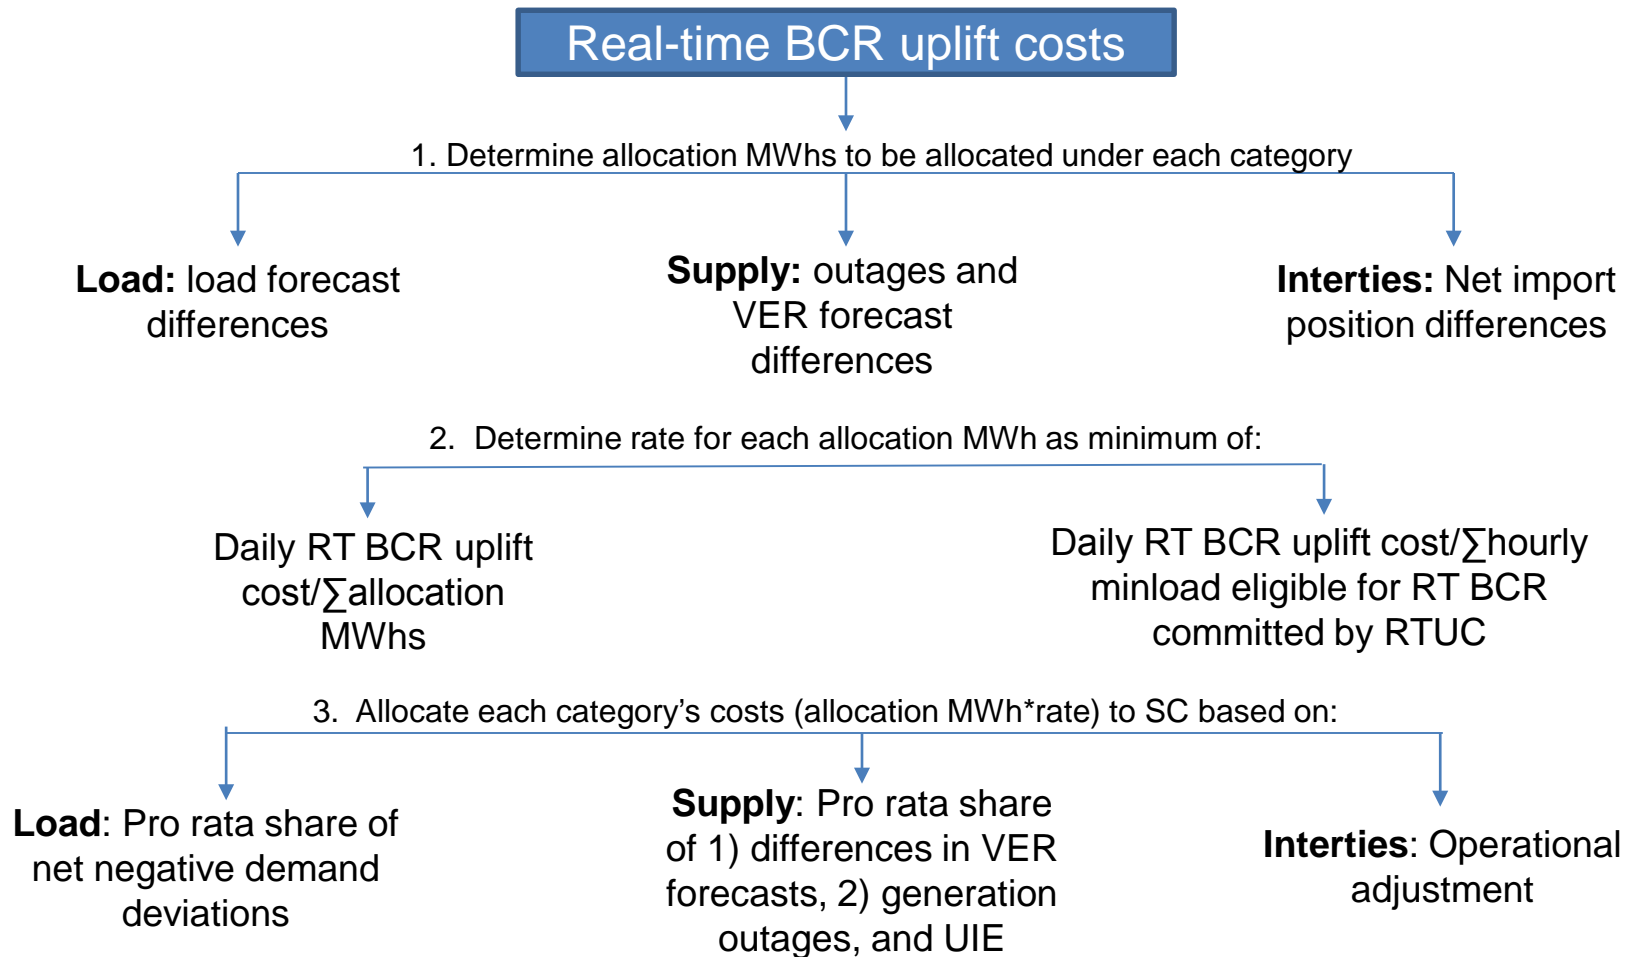 Real-time BCR uplift costs
1. Determine allocation MWhs to be allocated under each category
Load: load forecast
differences
Supply: outages and
VER forecast
differences
Interties: Net import
position differences
2. Determine rate for each allocation MWh as minimum of:
Daily RT BCR uplift
cost/∑allocation
MWhs
Daily RT BCR uplift cost/∑hourly
minload eligible for RT BCR
committed by RTUC
3. Allocate each category’s costs (allocation MWh*rate) to SC based on:
Load: Pro rata share of
net negative demand
deviations
Supply: Pro rata share
of 1) differences in VER
forecasts, 2) generation
outages, and UIE
Interties: Operational
adjustment